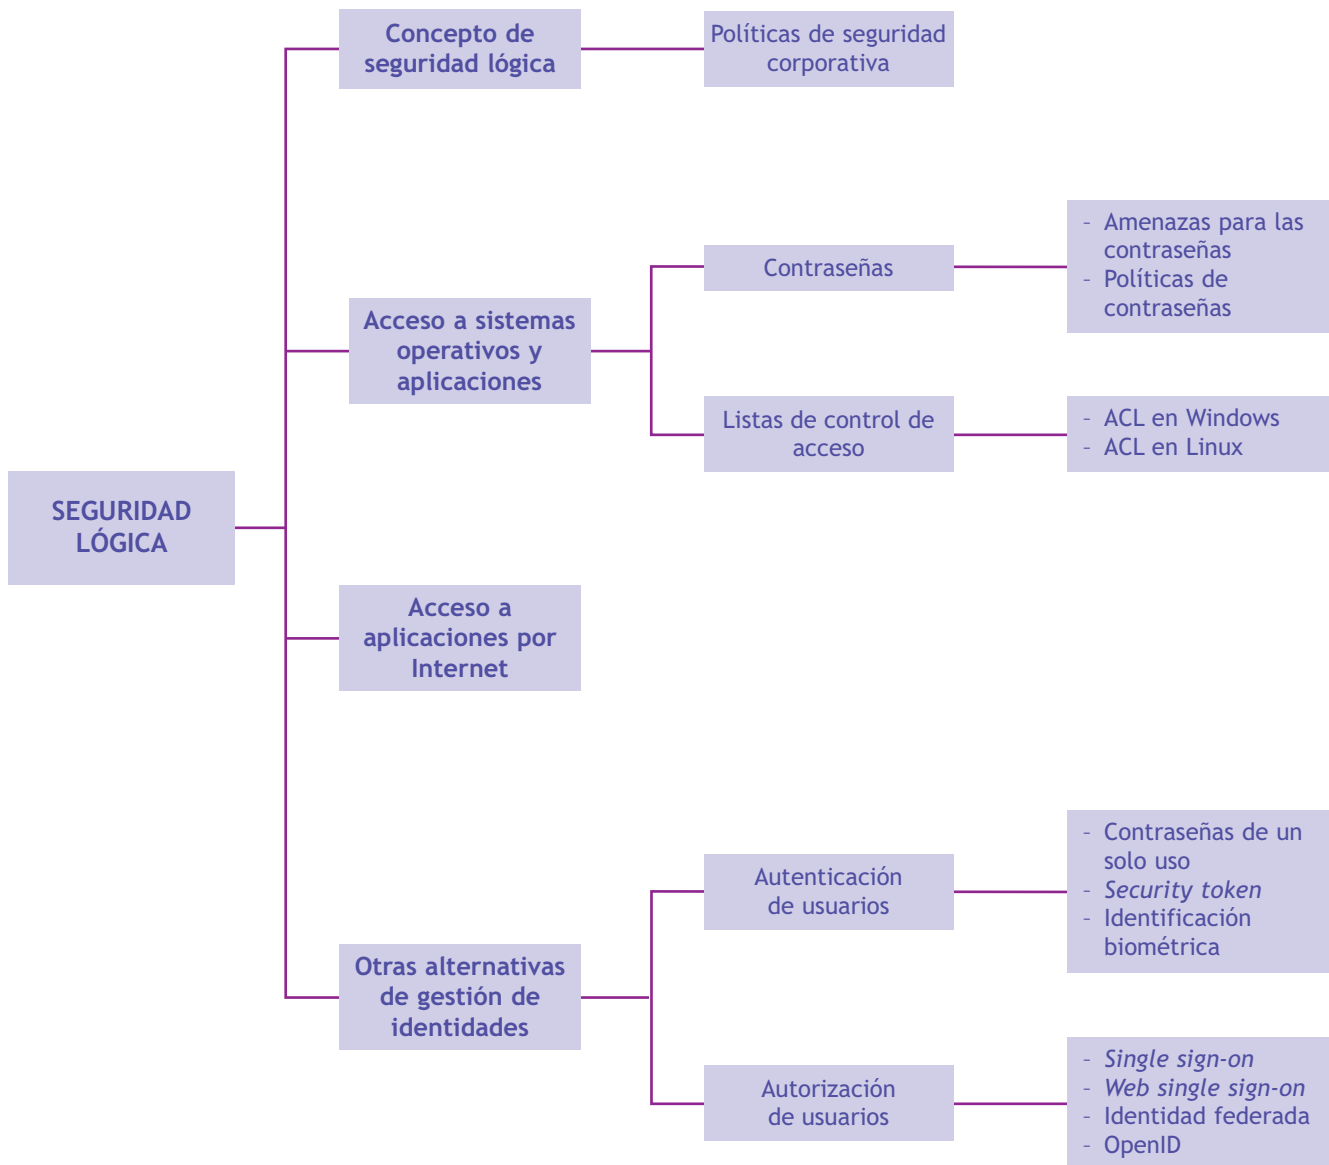 Concepto de
seguridad lógica
Políticas de seguridad
corporativa
Acceso a sistemas
operativos y
aplicaciones
Contraseñas
- Amenazas para las
contraseñas
- Políticas de
contraseñas
Listas de control de
acceso
- ACL en Windows
- ACL en Linux
SEGURIDAD
LÓGICA
Acceso a
aplicaciones por
Internet
Otras alternativas
de gestión de
identidades
Autenticación
de usuarios
- Contraseñas de un
solo uso
- Security token
- Identificación
biométrica
Autorización
de usuarios
- Single sign-on
- Web single sign-on
- Identidad federada
- OpenID